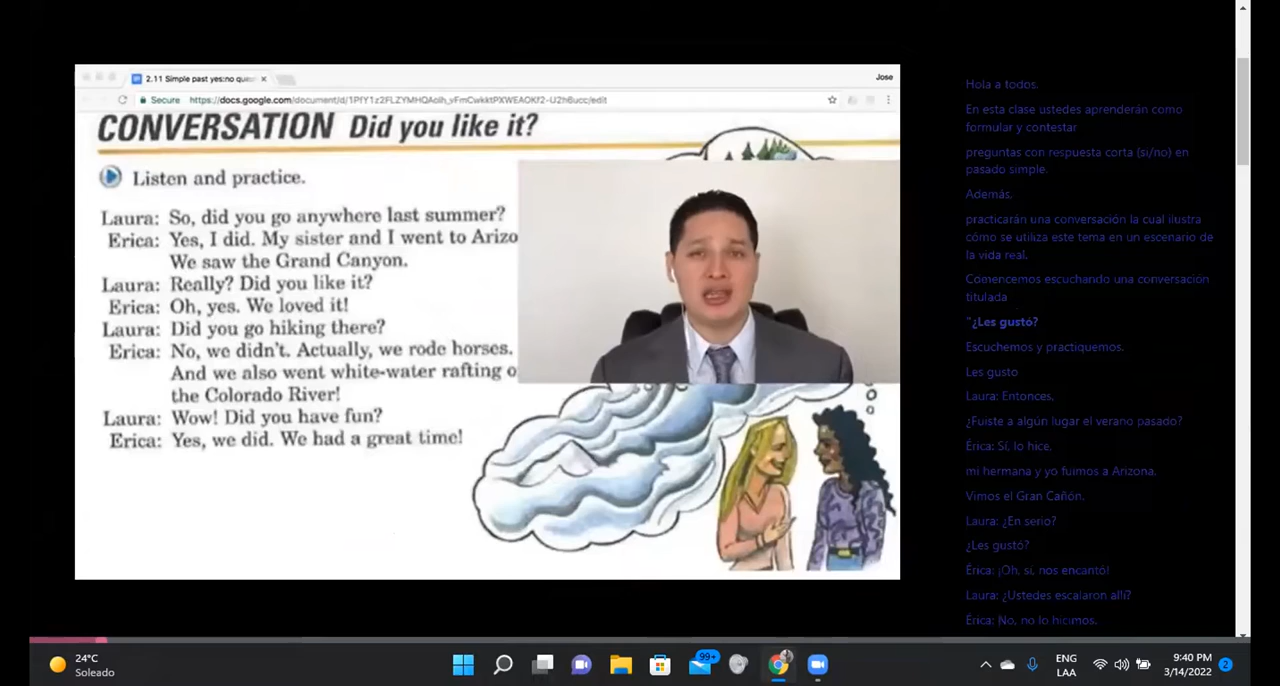 2.11 Simple past yes:no ques
Jose
Secure
CONVERSATION Did you like it?
Listen and practice.
Laura: So, did you go anywhere last summer?
Erica: Yes, I did. My sister and I went to Arizo
We saw the Grand Canyon.
Laura: Really? Did you like it?
Erica: Oh, yes. We loved it!
Laura: Did you go hiking there?
Erica: No, we didn't. Actually, we rode horses.
And we also went white-water rafting o
the Colorado River!
Laura: Wow! Did you have fun?
Erica: Yes, we did. We had a great time!
Hola a todos.
En esta clase ustedes aprenderán como
formular y contestar
preguntas con respuesta corta (si/no) en
pasado simple.
Además,
practicarán una conversación la cual ilustra
cómo se utiliza este tema en un escenario de
la vida real.
Comencemos escuchando una conversación
titulada
"¿Les gustó?
Escuchemos y practiquemos.
Les gusto
Laura: Entonces,
¿Fuiste a algún lugar el verano pasado?
Érica: Sí, lo hice,
mi hermana y yo fuimos a Arizona.
Vimos el Gran Cañón.
Laura: ¿En serio?
¿Les gustó?
Érica: ¡Oh, sí, nos encantó!
Laura: ¿Ustedes escalaron allí?
Érica: No, no lo hicimos.
24°C
Soleado
99+
ENG
LAA
9:40 PM
3/14/2022
2